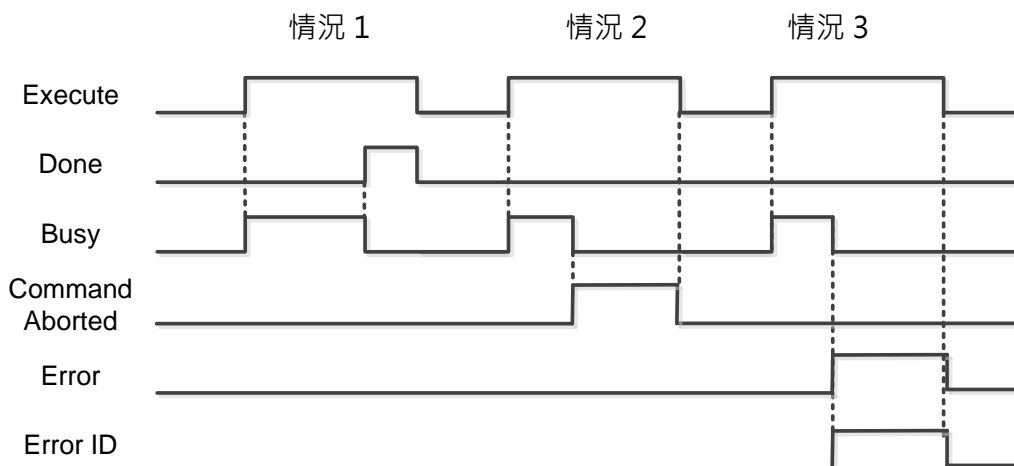 情況 1
情況 2
情況 3
Execute
Done
Busy
Command
Aborted
Error
Error ID